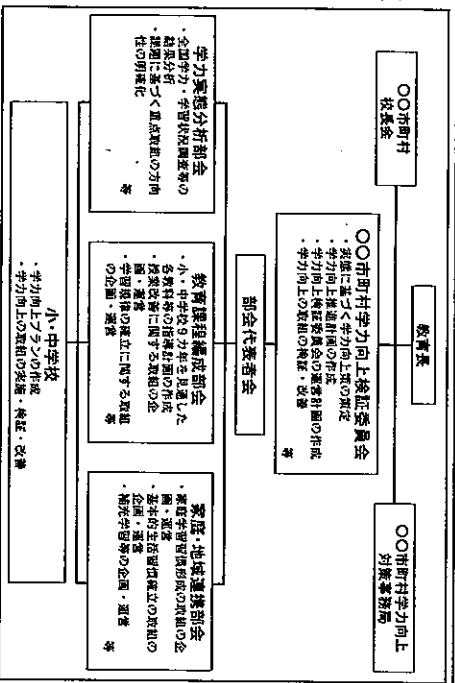 教育長
〇〇市町村
校長会
〇〇市町村学力向上
対策事務局
〇〇市町村学力向上検証委員会
・実態に基づく学力向上策の策定
・学力向上推進計画の作成
・学力向上検証委員会の運営計画の作成
・学力向上の取組の検証・改善
等
部会代表者会
学力実態分析部会
・全国学力・学習状況調査等の
結果分析
・課題に基づく重点取組の方向
性の明確化
等
教育課程編成部会
・小・中学校9カ年を見通した
各教科等の指導計画の作成
・授業改善に関する取組の企
画・運営
・学習規律の確立に関する取組
の企画・運営
等
家庭・地域連携部会
・家庭学習習慣形成の取組の企
画・運営
・基本的生活習慣確立の取組の
企画・運営
・補充学習等の企画・運営
等
小・中学校
・学力向上プランの作成
・学力向上の取組の実施・検証・改善